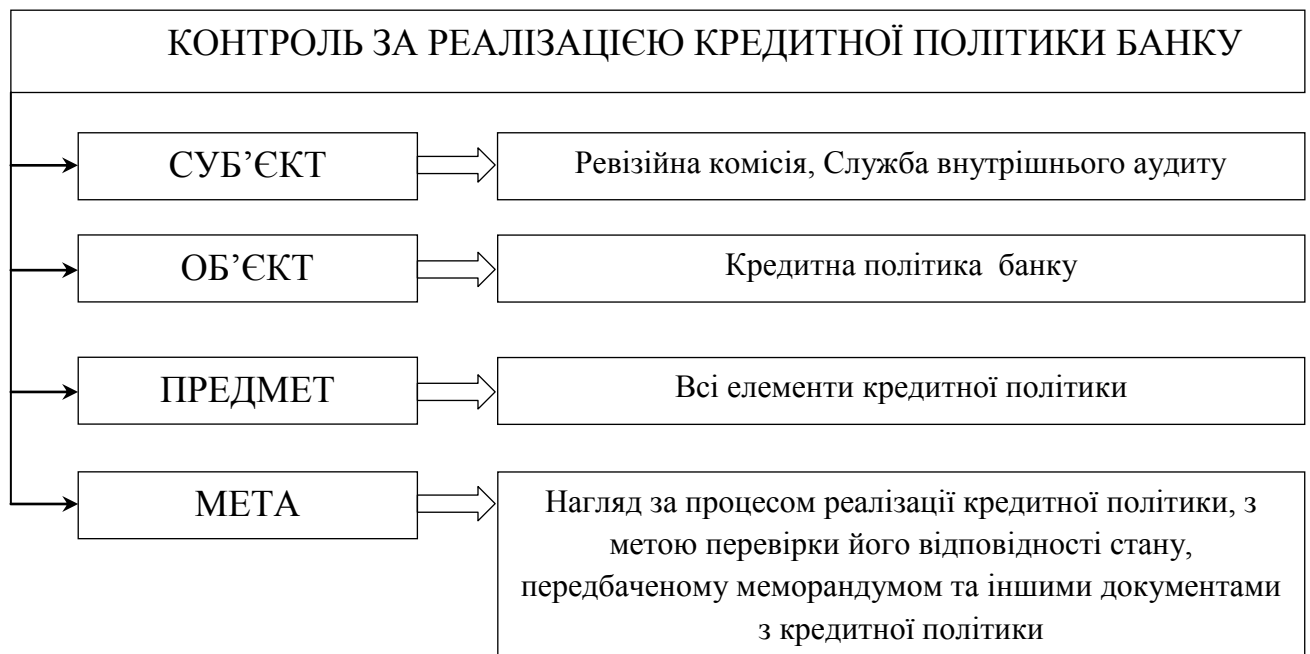 КОНТРОЛЬ ЗА РЕАЛІЗАЦІЄЮ КРЕДИТНОЇ ПОЛІТИКИ БАНКУ
СУБ’ЄКТ
Ревізійна комісія, Служба внутрішнього аудиту
ОБ’ЄКТ
Кредитна політика банку
ПРЕДМЕТ
Всі елементи кредитної політики
МЕТА
Нагляд за процесом реалізації кредитної політики, з
метою перевірки його відповідності стану,
передбаченому меморандумом та іншими документами
з кредитної політики